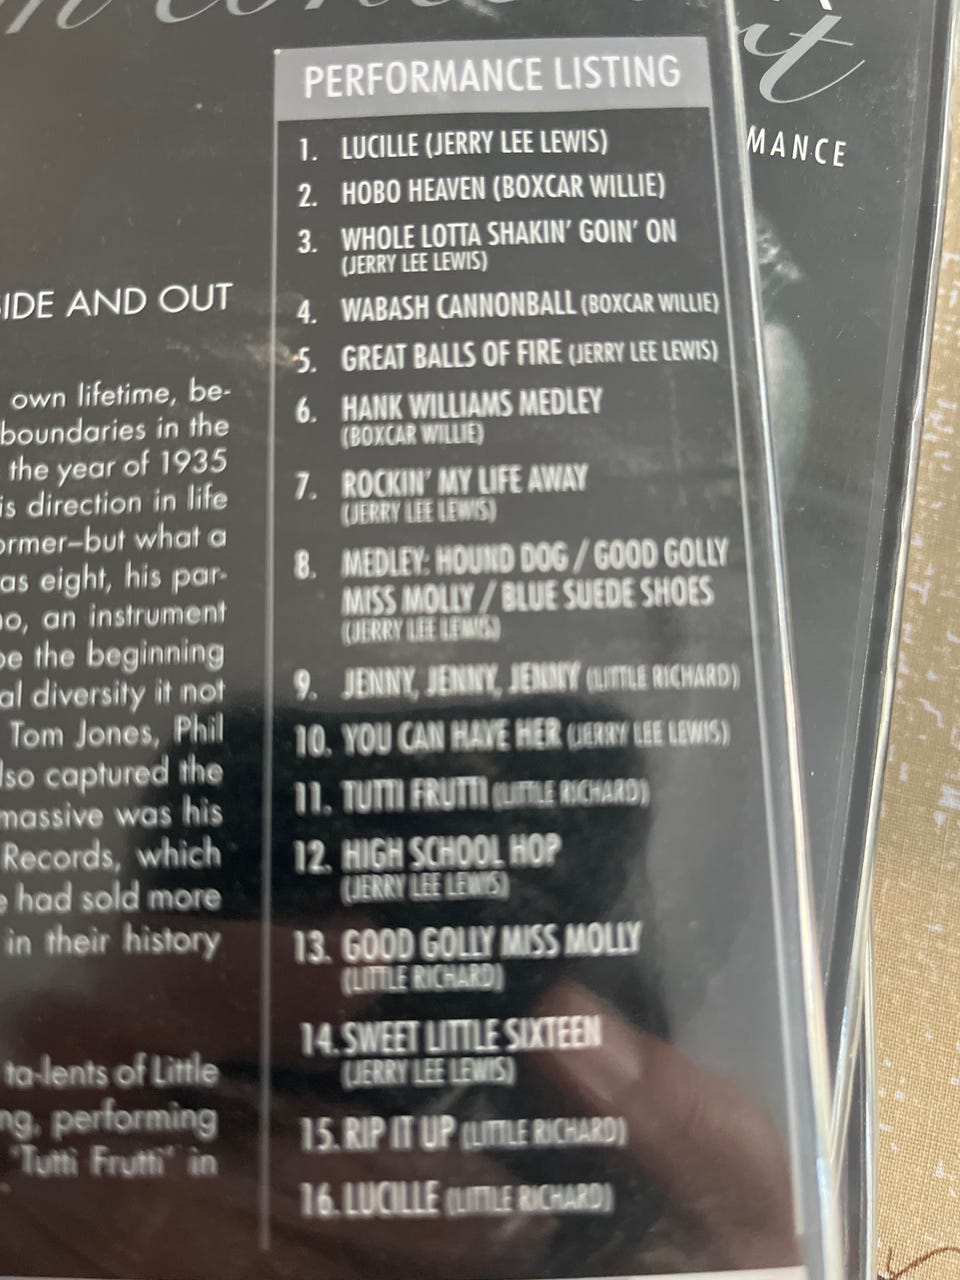 MANCE
PERFORMANCE LISTING
1. LUCILLE (JERRY LEE LEWIS)
2. HOBO HEAVEN (BOXCAR WILLIE)
3. WHOLE LOTTA SHAKIN' GOIN' ON
(JERRY LEE LEWIS)
4. WABASH CANNONBALL (BOXCAR WILLIE)
5. GREAT BALLS OF FIRE (JERRY LEE LEWIS)
6. HANK WILLIAMS MEDLEY
(BOXCAR WILLIE)
7. ROCKIN' MY LIFE AWAY
(JERRY LEE LEWIS)
8. MEDLEY: HOUND DOG / GOOD GOLLY
MISS MOLLY / BLUE SUEDE SHOES
(JERRY LEE LEWIS)
9. JENNY, JENNY, JENNY (LITTLE RICHARD)
10. YOU CAN HAVE HER (JERRY LEE LEWIS)
11. TUTTI FRUTTI (LITTLE RICHARD)
12. HIGH SCHOOL HOP
(JERRY LEE LEWIS)
13. GOOD GOLLY MISS MOLLY
(LITTLE RICHARD)
14. SWEET LITTLE SIXTEEN
(JERRY LEE LEWIS)
15. RIP IT UP (LITTLE RICHARD)
16. LUCILLE (LITTLE RICHARD)
SIDE AND OUT
own lifetime, be-
boundaries in the
the year of 1935
is direction in life
ormer–but what a
as eight, his par-
no, an instrument
be the beginning
al diversity it not
Tom Jones, Phil
lso captured the
massive was his
Records, which
e had sold more
in their history
ta-lents of Little
ng, performing
'Tutti Frutti' in